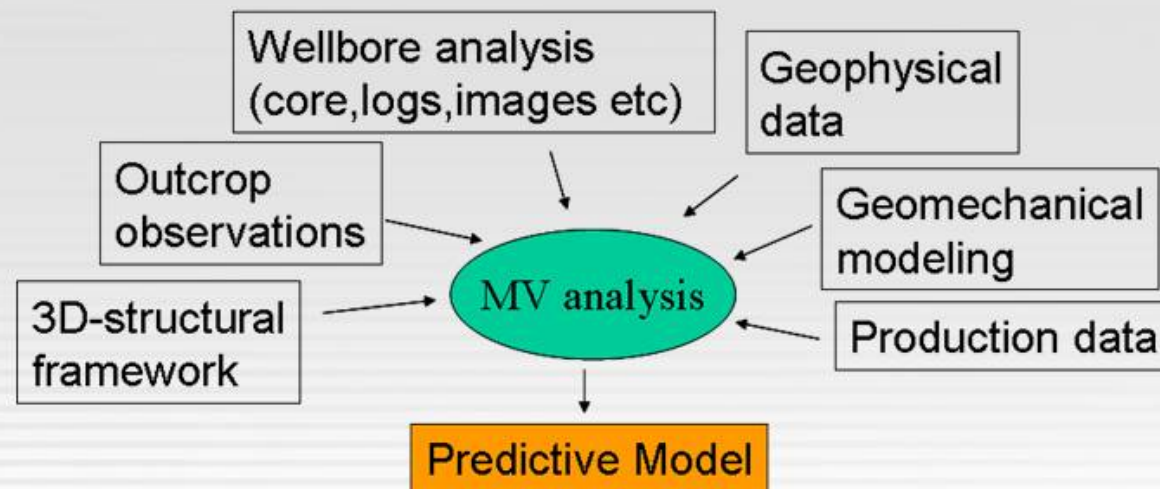 Wellbore analysis
(core,logs,images etc)
Geophysical
data
Outcrop
observations
Geomechanical
modeling
MV analysis
3D-structural
framework
Production data
Predictive Model